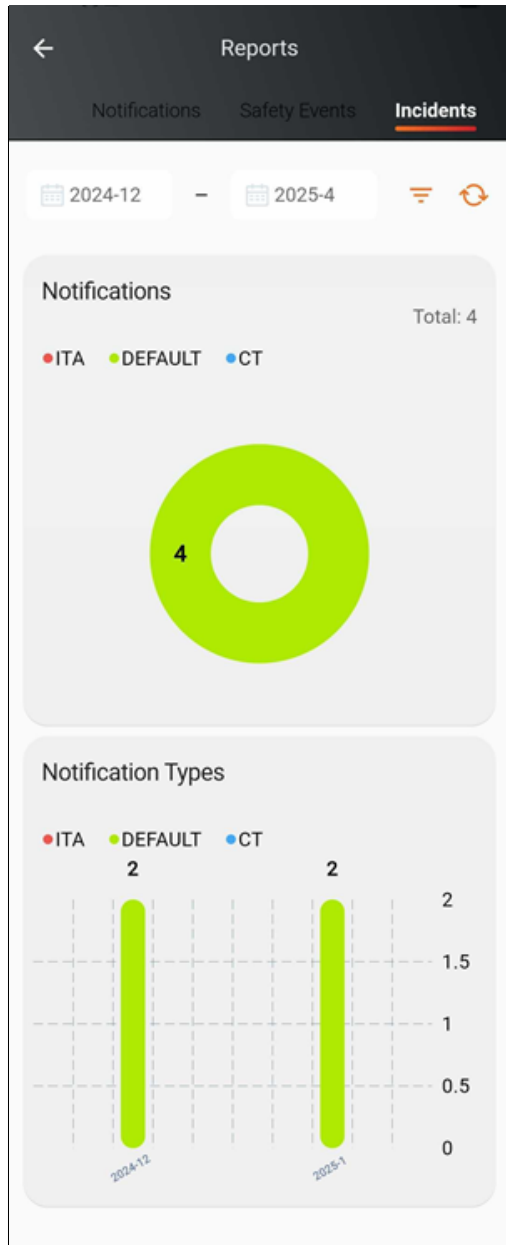 Reports
Notifications Safety Events Incidents
2024-12 – 2025-4
Notifications
Total: 4
ITA DEFAULT CT
4
Notification Types
ITA DEFAULT CT
2 2
2
1.5
1
0.5
0
2024-12 2025-1